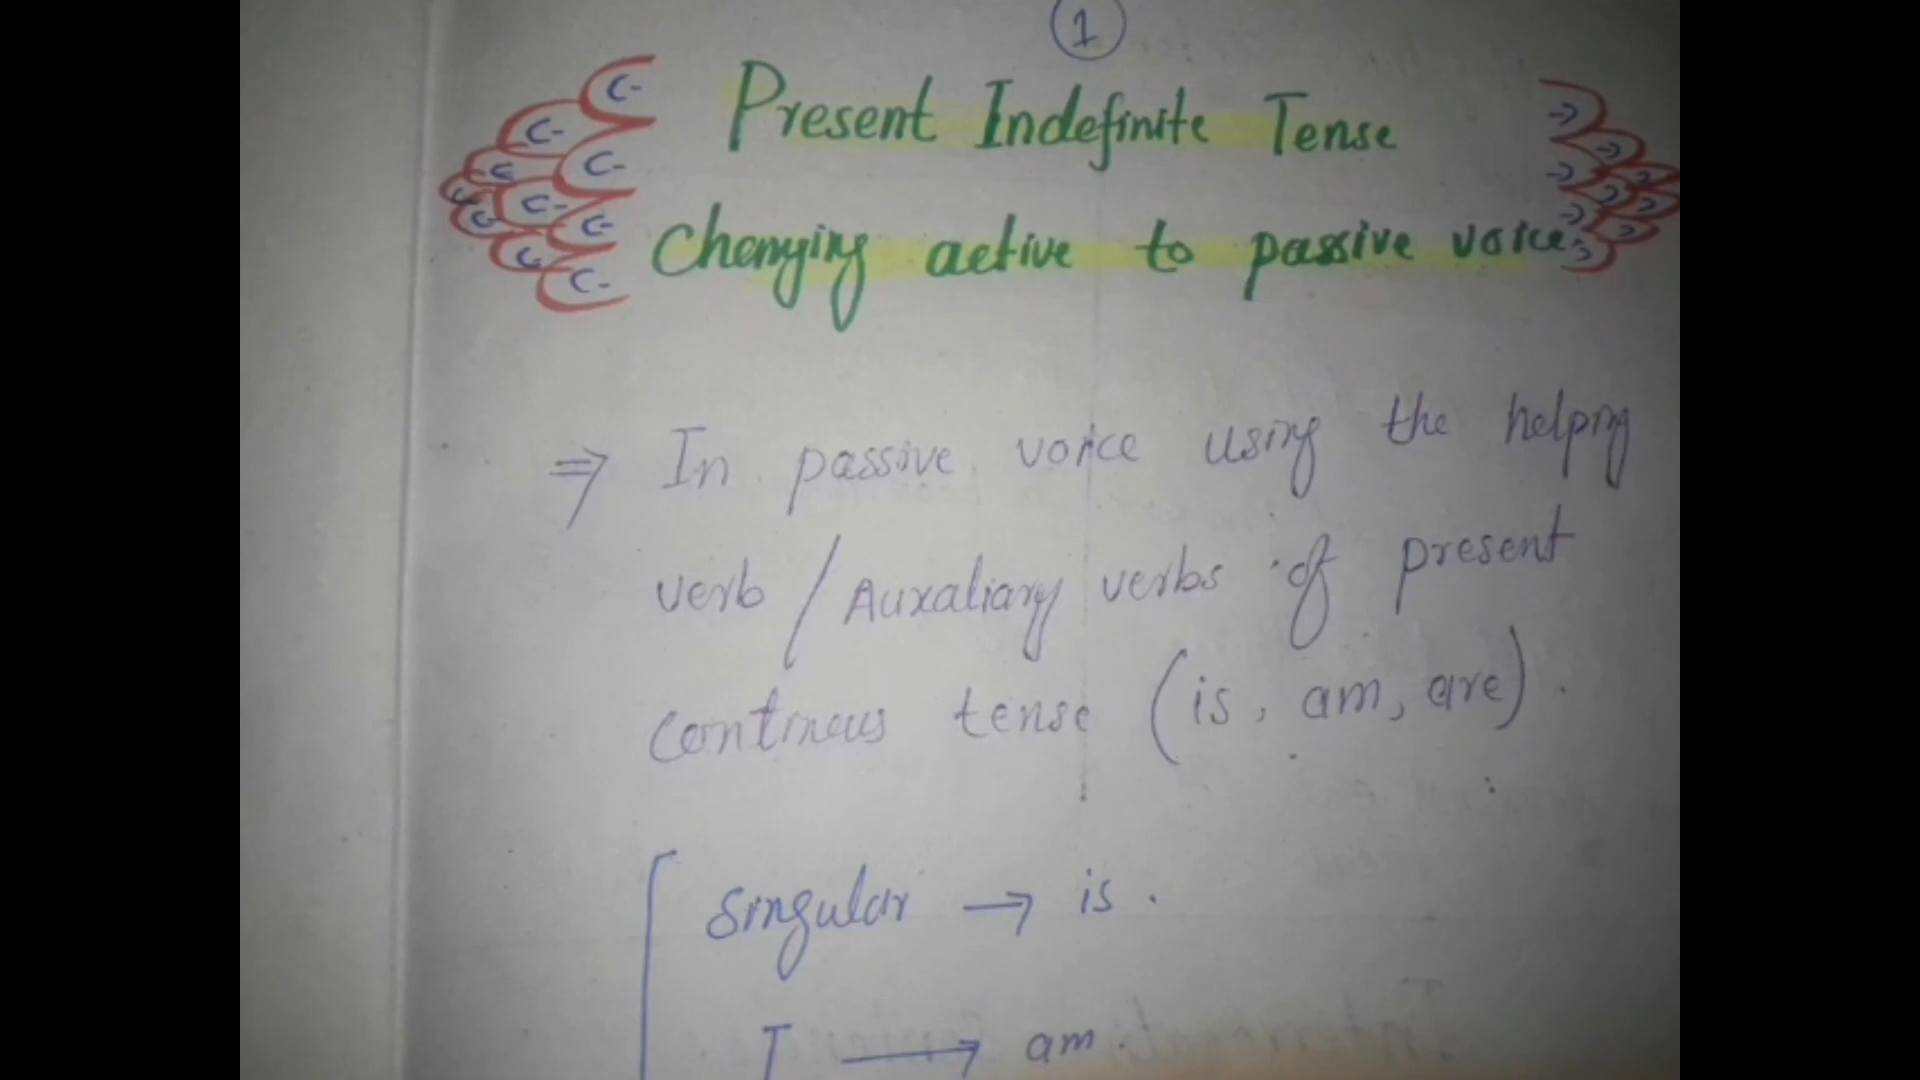 1
Present Indefinite Tense
Changing active to passive voice.
⇒ In passive voice using the helping
verb / Auxaliary verbs of present
contineus tense (is, am, are).
Singular → is.
I → am.